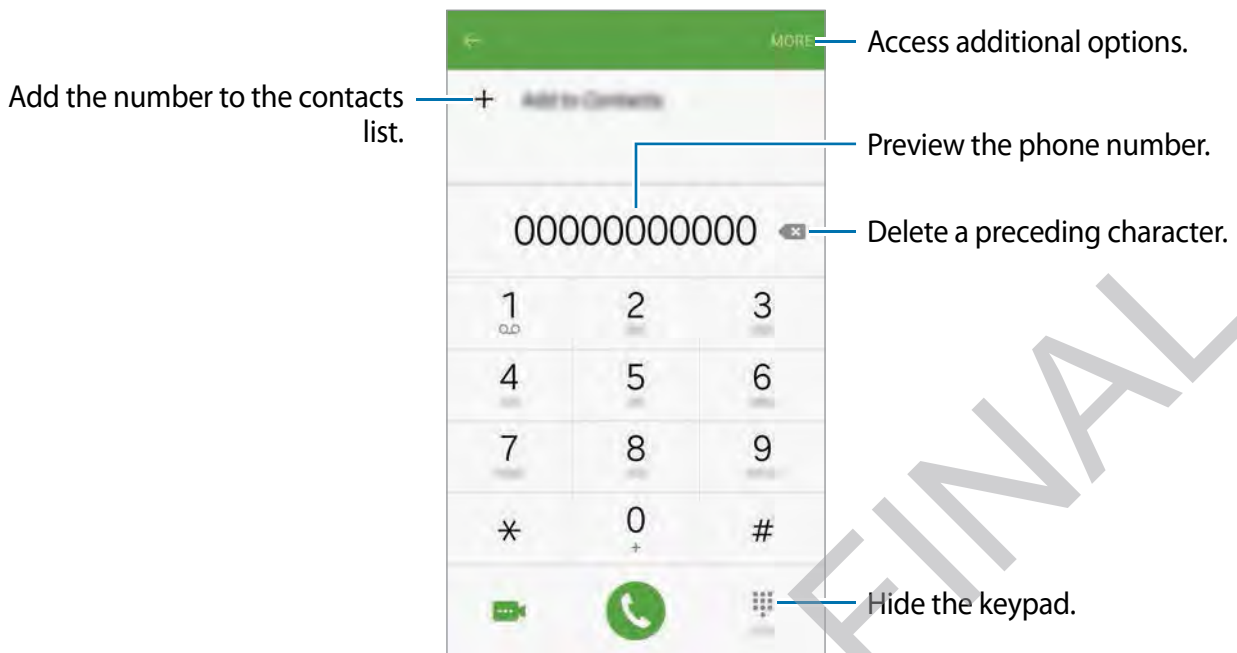 MORE
Access additional options.
Add the number to the contacts
list.
+ Add to Contacts
Preview the phone number.
00000000000
Delete a preceding character.
1 2 3
4 5 6
7 8 9
* 0 #
+
Hide the keypad.
FINAL